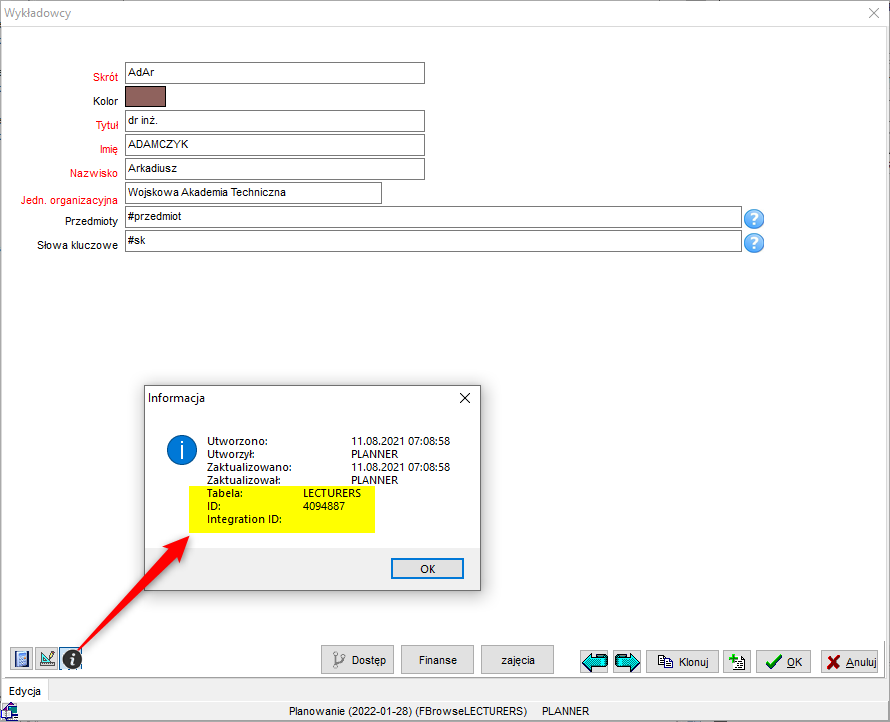 Wykładowcy
Skrót AdAr
Kolor
Tytuł dr inż.
Imię ADAMCZYK
Nazwisko Arkadiusz
Jedn. organizacyjna Wojskowa Akademia Techniczna
Przedmioty #przedmiot ?
Słowa kluczowe #sk ?
Informacja
Utworzono: 11.08.2021 07:08:58
Utworzył: PLANNER
Zaktualizowano: 11.08.2021 07:08:58
Zaktualizował: PLANNER
Tabela: LECTURERS
ID: 4094887
Integration ID:
OK
Dostęp Finanse zajęcia Klonuj OK Anuluj
Edycja
Planowanie (2022-01-28) (FBrowseLECTURERS) PLANNER